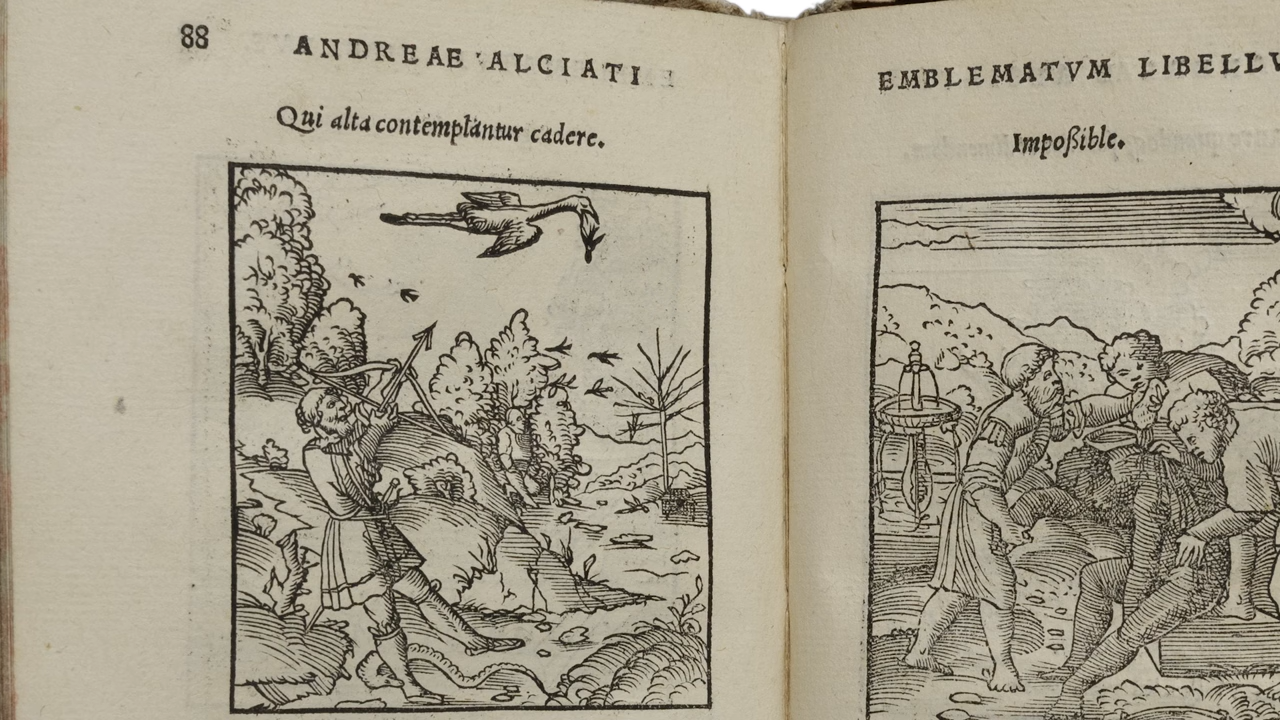 88 ANDREAE ALCIATI
Qui alta contemplantur cadere.
EMBLEMATVM LIBELLV
Impoßible.